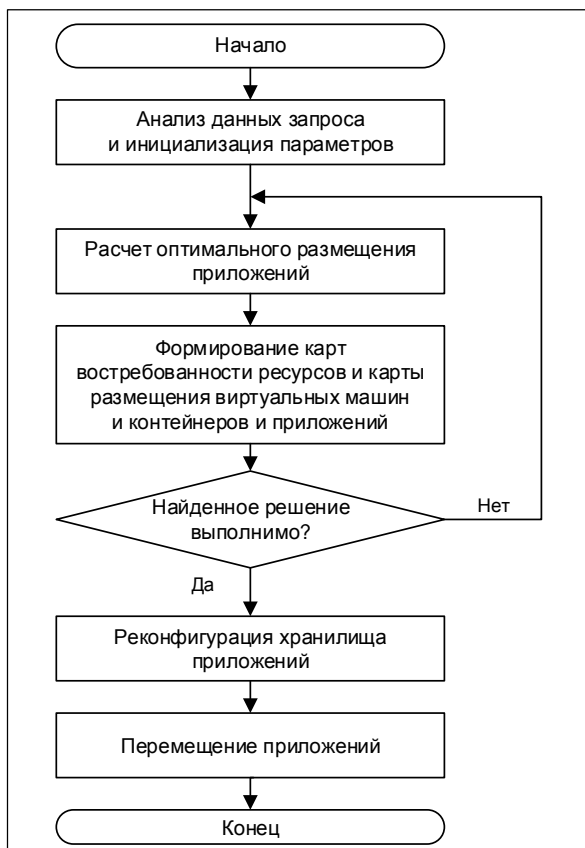 Начало
Анализ данных запроса
и инициализация параметров
Расчет оптимального размещения
приложений
Формирование карт
востребованности ресурсов и карты
размещения виртуальных машин
и контейнеров и приложений
Найденное решение
выполнимо?
Нет
Да
Реконфигурация хранилища
приложений
Перемещение приложений
Конец